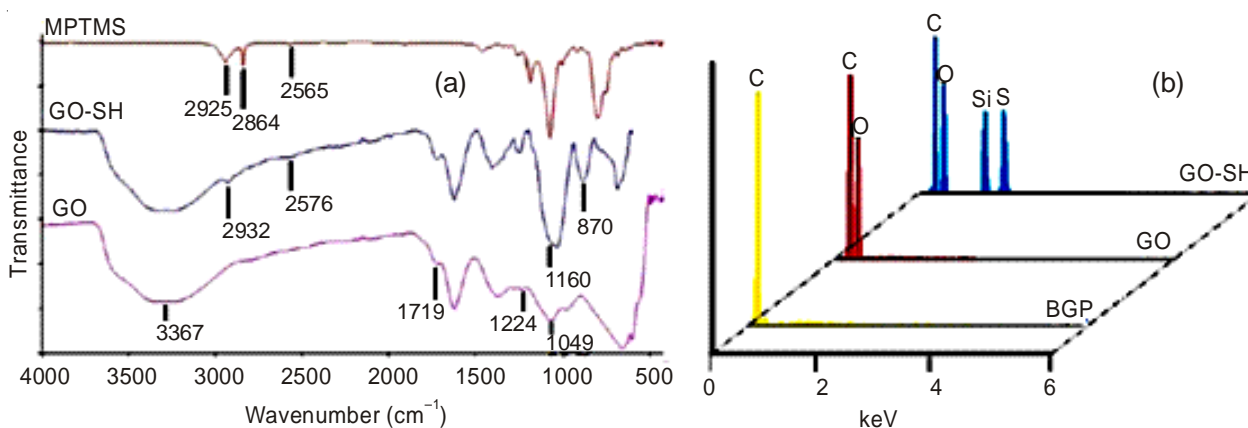 MPTMS
(a)
2925
2864
2565
GO-SH
2932
2576
870
1160
GO
3367
1719
1224
1049
Transmittance
4000 3000 2500 2000 1500 1000 500
Wavenumber (cm⁻¹)
(b)
C
O
Si
S
GO-SH
C
O
GO
C
BGP
0 2 4 6
keV